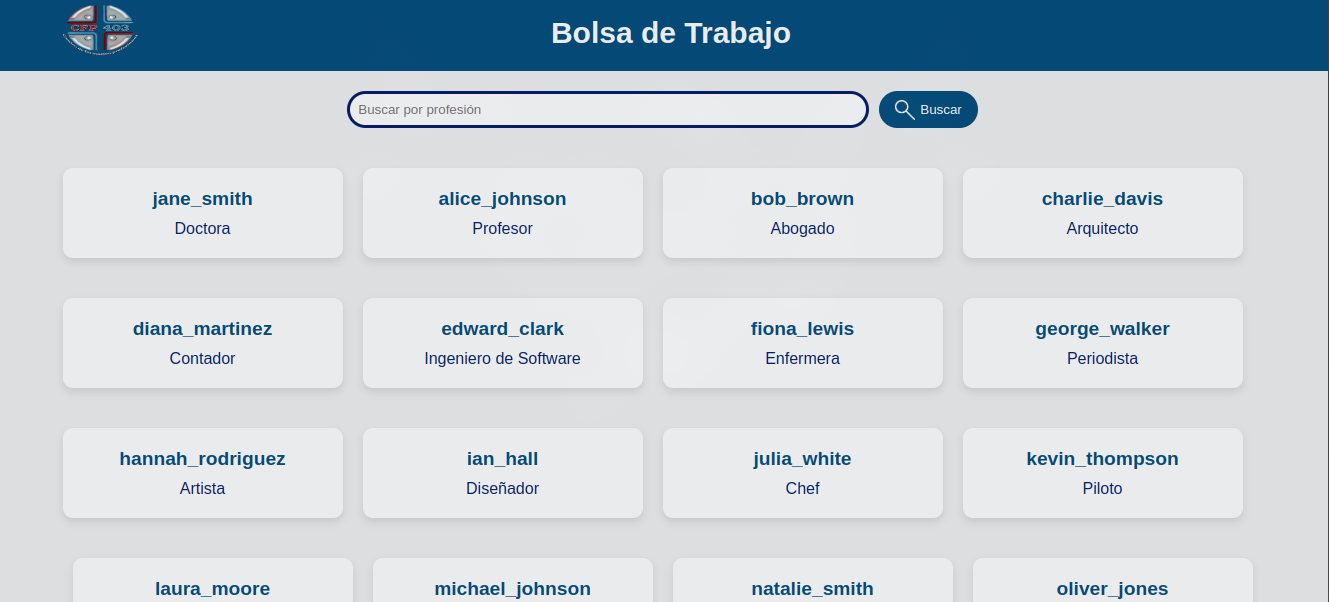 CFP 403
Bolsa de Trabajo
Buscar por profesión
Buscar
jane_smith
alice_johnson
bob_brown
charlie_davis
Doctora
Profesor
Abogado
Arquitecto
diana_martinez
edward_clark
fiona_lewis
george_walker
Contador
Ingeniero de Software
Enfermera
Periodista
hannah_rodriguez
ian_hall
julia_white
kevin_thompson
Artista
Diseñador
Chef
Piloto
laura_moore
michael_johnson
natalie_smith
oliver_jones